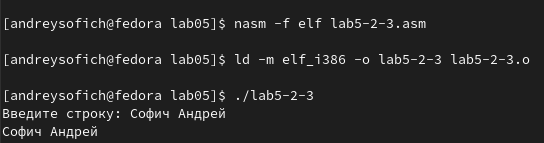 [andreysofich@fedora lab05]$ nasm -f elf lab5-2-3.asm
[andreysofich@fedora lab05]$ ld -m elf_i386 -o lab5-2-3 lab5-2-3.o
[andreysofich@fedora lab05]$ ./lab5-2-3
Введите строку: Софич Андрей
Софич Андрей